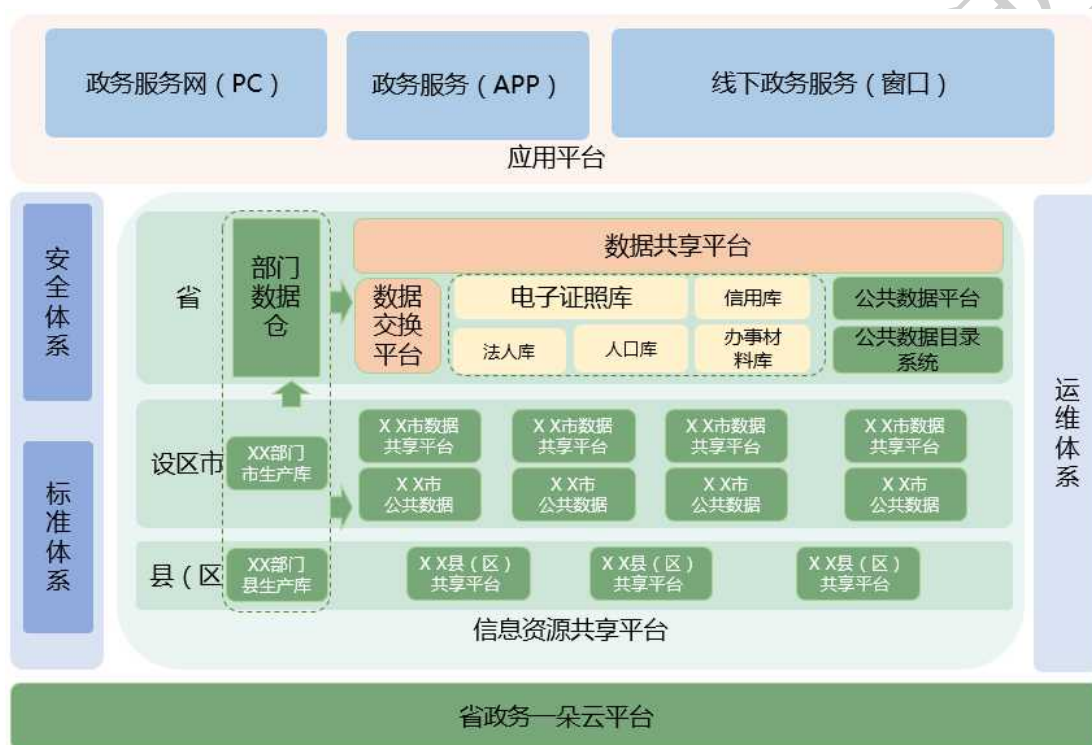 政务服务网（PC）
政务服务（APP）
线下政务服务（窗口）
应用平台
安全体系
标准体系
省
部门
数据
仓
数据共享平台
数据
交换
平台
电子证照库
信用库
法人库
人口库
办事材
料库
公共数据平台
公共数据目录
系统
设区市
XX部门
市生产库
X X市数据
共享平台
X X市数据
共享平台
X X市数据
共享平台
X X市数据
共享平台
X X市
公共数据
X X市
公共数据
X X市
公共数据
X X市
公共数据
县（区
XX部门
县生产库
X X县（区）
共享平台
X X县（区）
共享平台
X X县（区）
共享平台
信息资源共享平台
运维体系
省政务一朵云平台